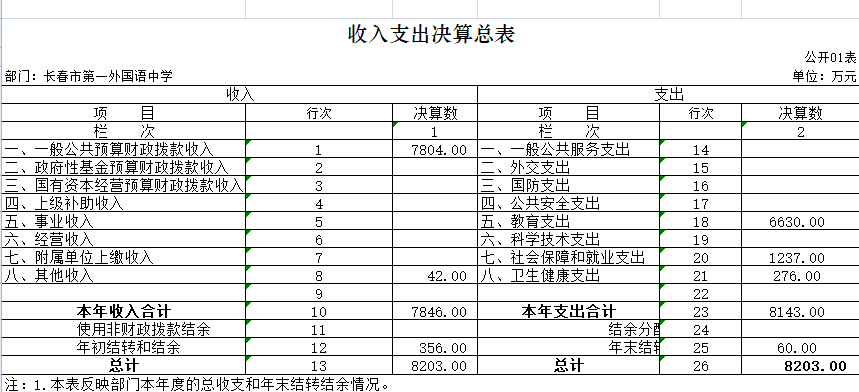 收入支出决算总表
公开01表
部门：长春市第一外国语中学 单位：万元
收入 支出
项 目 行次 决算数 项 目 行次 决算数
栏 次 1 栏 次 2
一、一般公共预算财政拨款收入 1 7804.00 一、一般公共服务支出 14
二、政府性基金预算财政拨款收入 2 二、外交支出 15
三、国有资本经营预算财政拨款收入 3 三、国防支出 16
四、上级补助收入 4 四、公共安全支出 17
五、事业收入 5 五、教育支出 18 6630.00
六、经营收入 6 六、科学技术支出 19
七、附属单位上缴收入 7 七、社会保障和就业支出 20 1237.00
八、其他收入 8 42.00 八、卫生健康支出 21 276.00
9 22
本年收入合计 10 7846.00 本年支出合计 23 8143.00
使用非财政拨款结余 11 结余分配 24
年初结转和结余 12 356.00 年末结转 25 60.00
总计 13 8203.00 总计 26 8203.00
注：1.本表反映部门本年度的总收支和年末结转结余情况。